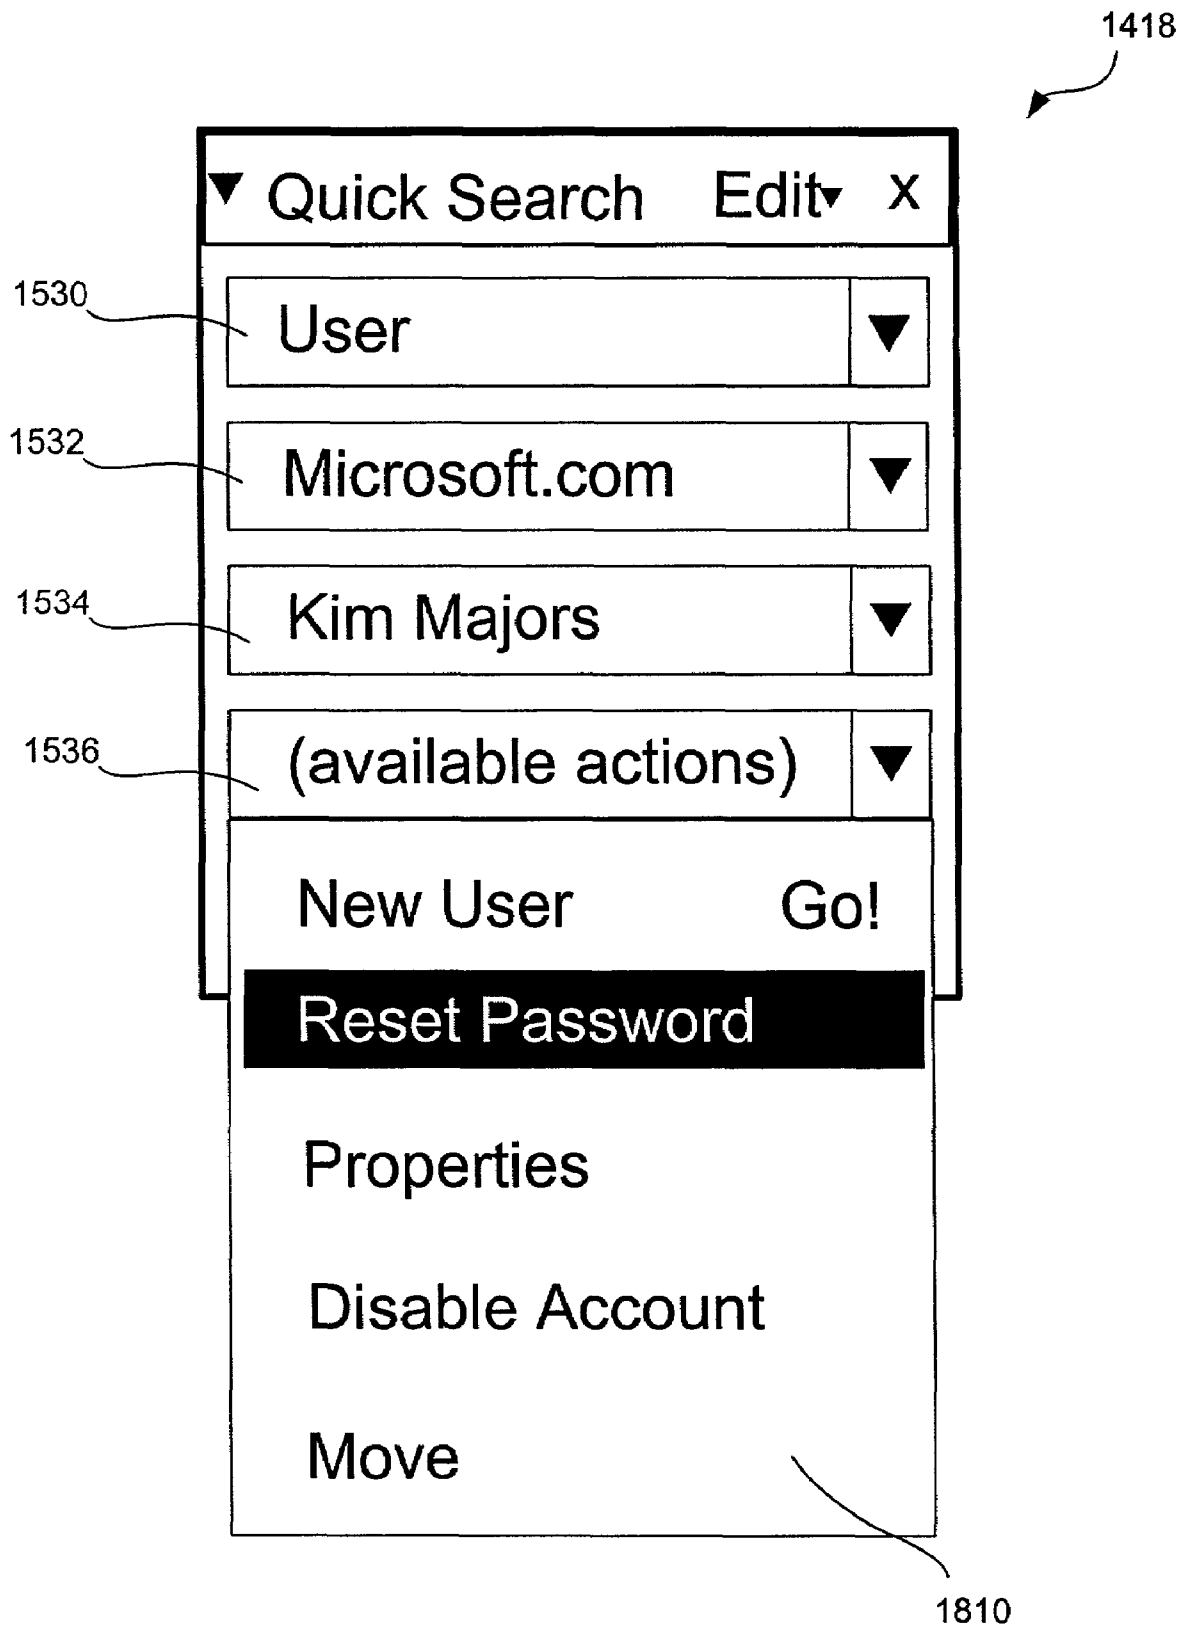 1418
Quick Search Edit X
1530
User
1532
Microsoft.com
1534
Kim Majors
1536
(available actions)
New User Go!
Reset Password
Properties
Disable Account
Move
1810